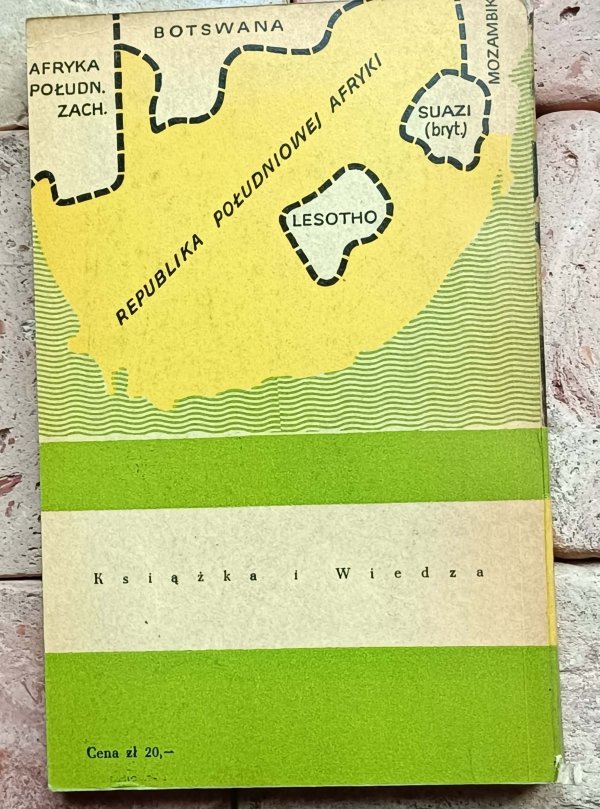 BOTSWANA
AFRYKA
POŁUDN.
ZACH.
MOZAMBIK
SUAZI
(bryt.)
REPUBLIKA POŁUDNIOWEJ AFRYKI
LESOTHO
Książka i Wiedza
Cena zł 20,—